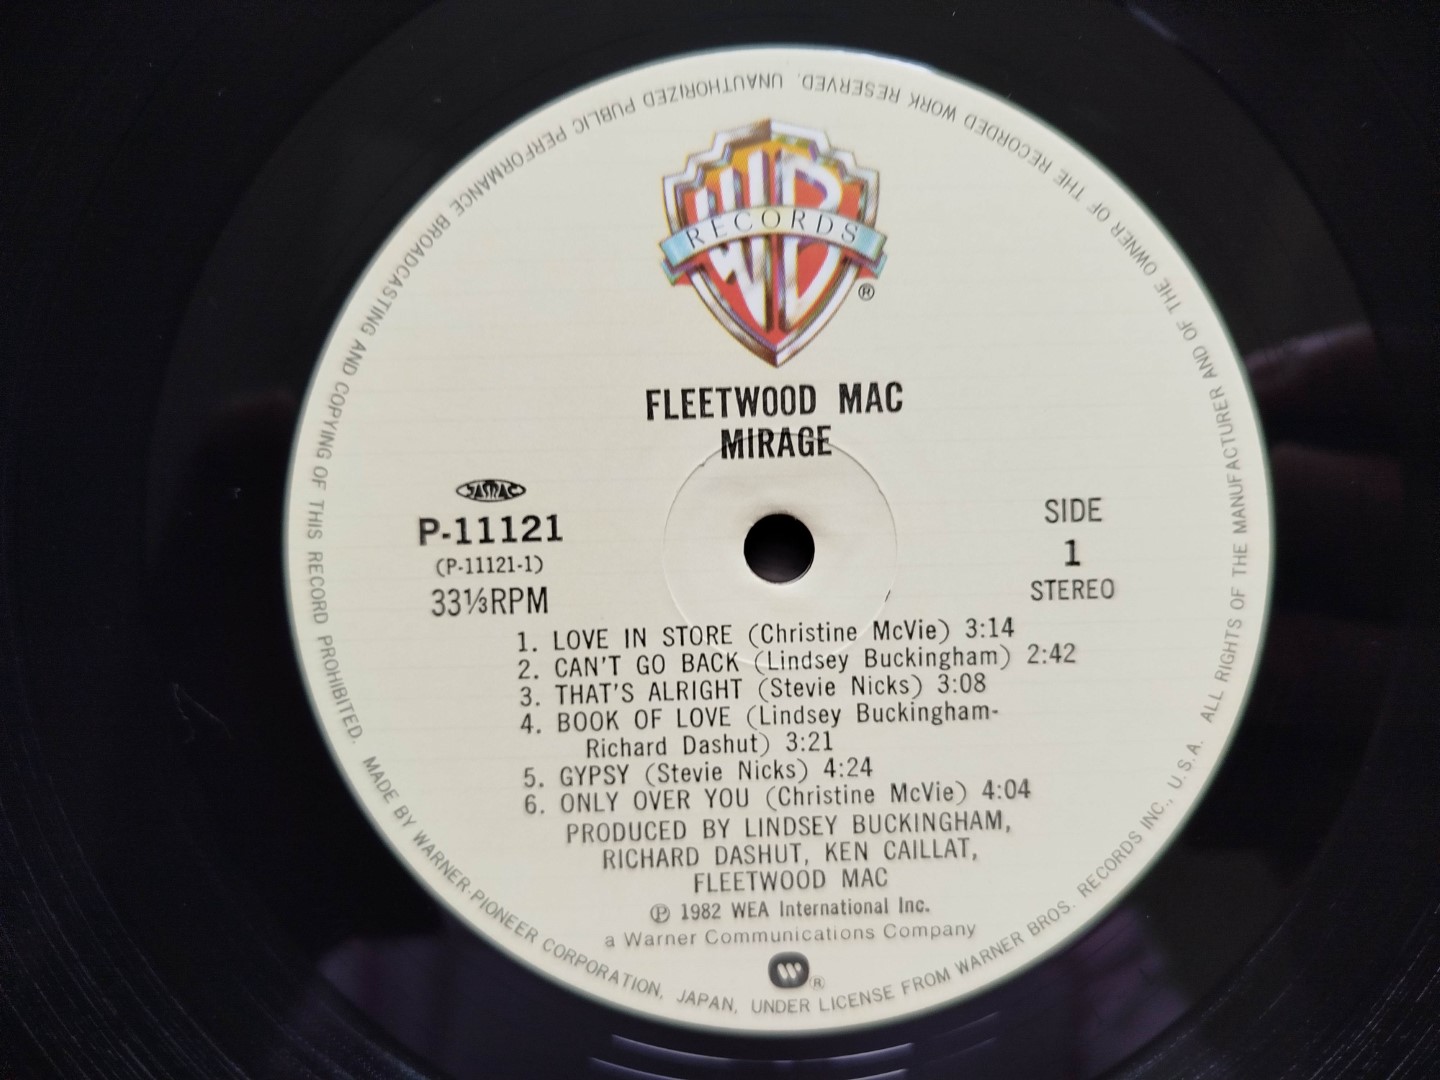 WB
RECORDS
®
FLEETWOOD MAC
MIRAGE
JASRAC
P-11121
(P-11121-1)
33⅓RPM
SIDE
1
STEREO
1. LOVE IN STORE (Christine McVie) 3:14
2. CAN'T GO BACK (Lindsey Buckingham) 2:42
3. THAT'S ALRIGHT (Stevie Nicks) 3:08
4. BOOK OF LOVE (Lindsey Buckingham-
Richard Dashut) 3:21
5. GYPSY (Stevie Nicks) 4:24
6. ONLY OVER YOU (Christine McVie) 4:04
PRODUCED BY LINDSEY BUCKINGHAM,
RICHARD DASHUT, KEN CAILLAT,
FLEETWOOD MAC
℗ 1982 WEA International Inc.
a Warner Communications Company
W®
MADE BY WARNER-PIONEER CORPORATION, JAPAN, UNDER LICENSE FROM WARNER BROS. RECORDS INC., U.S.A. ALL RIGHTS OF THE MANUFACTURER AND OF THE OWNER OF THE RECORDED WORK RESERVED. UNAUTHORIZED PUBLIC PERFORMANCE BROADCASTING AND COPYING OF THIS RECORD PROHIBITED.